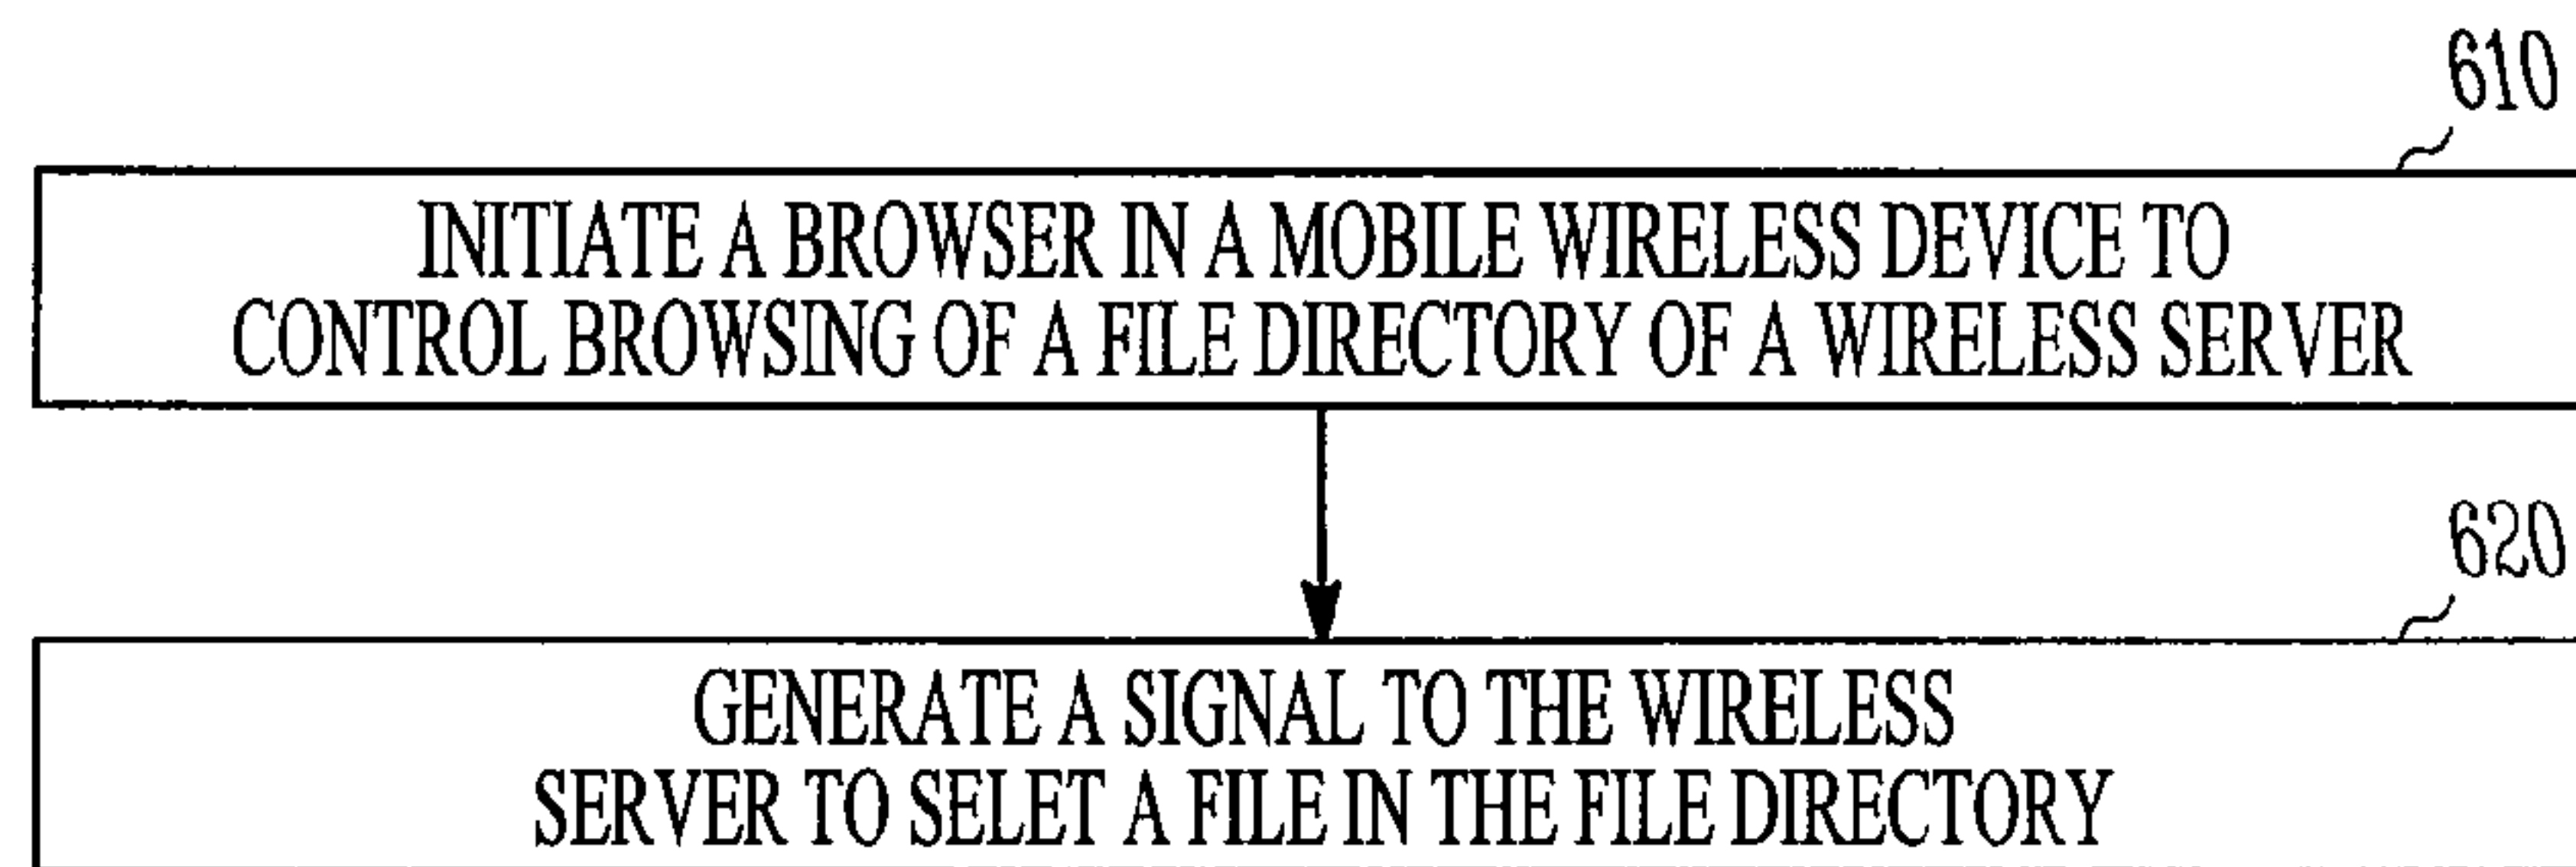 610
INITIATE A BROWSER IN A MOBILE WIRELESS DEVICE TO
CONTROL BROWSING OF A FILE DIRECTORY OF A WIRELESS SERVER
620
GENERATE A SIGNAL TO THE WIRELESS
SERVER TO SELET A FILE IN THE FILE DIRECTORY